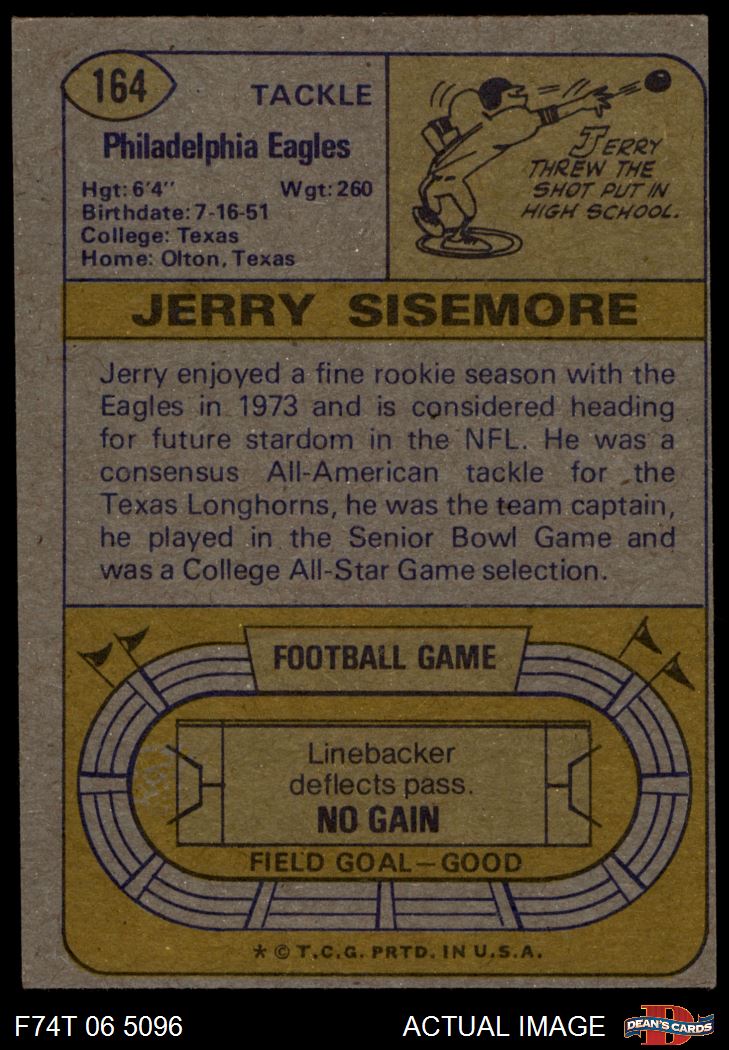 164
TACKLE
Philadelphia Eagles
Hgt: 6'4" Wgt: 260
Birthdate: 7-16-51
College: Texas
Home: Olton, Texas
JERRY
THREW THE
SHOT PUT IN
HIGH SCHOOL.
JERRY SISEMORE
Jerry enjoyed a fine rookie season with the
Eagles in 1973 and is considered heading
for future stardom in the NFL. He was a
consensus All-American tackle for the
Texas Longhorns, he was the team captain,
he played in the Senior Bowl Game and
was a College All-Star Game selection.
FOOTBALL GAME
Linebacker
deflects pass.
NO GAIN
FIELD GOAL—GOOD
* © T.C.G. PRTD. IN U.S.A.
F74T 06 5096 ACTUAL IMAGE D DEAN'S CARDS